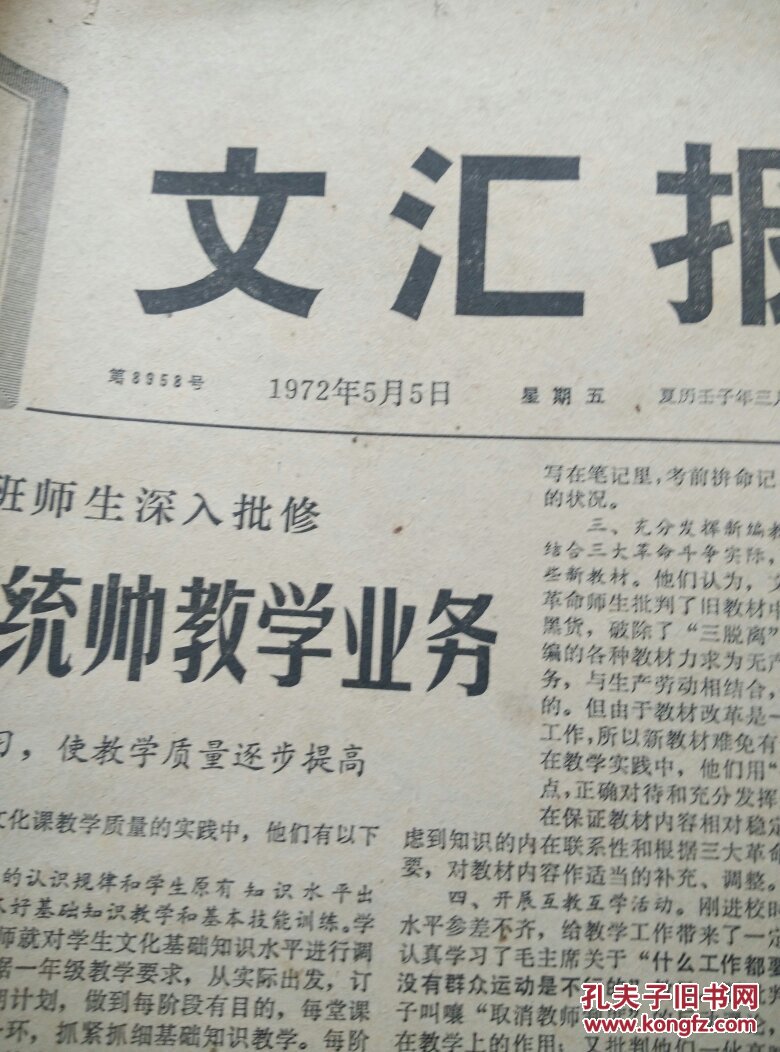 文汇报
第8958号 1972年5月5日 星期五 夏历壬子年三月
班师生深入批修
统帅教学业务
习，使教学质量逐步提高
文化课教学质量的实践中，他们有以下
的认识规律和学生原有知识水平出
好基础知识教学和基本技能训练。学
师就对学生文化基础知识水平进行调
据一年级教学要求，从实际出发，订
期计划，做到每阶段有目的，每堂课
一环，抓紧抓细基础知识教学。每阶
写在笔记里，考前拚命记
的状况。
三、充分发挥新编教
结合三大革命斗争实际，
些新教材。他们认为，文
革命师生批判了旧教材中
黑货，破除了“三脱离”
编的各种教材力求为无产
务，与生产劳动相结合，
的。但由于教材改革是一
工作，所以新教材难免有
在教学实践中，他们用“
点，正确对待和充分发挥
在保证教材内容相对稳定
虑到知识的内在联系性和根据三大革命
要，对教材内容作适当的补充、调整。
四、开展互教互学活动。刚进校时
水平参差不齐，给教学工作带来了一定
认真学习了毛主席关于“什么工作都要
没有群众运动是不行的”
子叫嚷“取消教师
在教学上的作用；又批判他们一化
孔夫子旧书网
www.kongfz.com